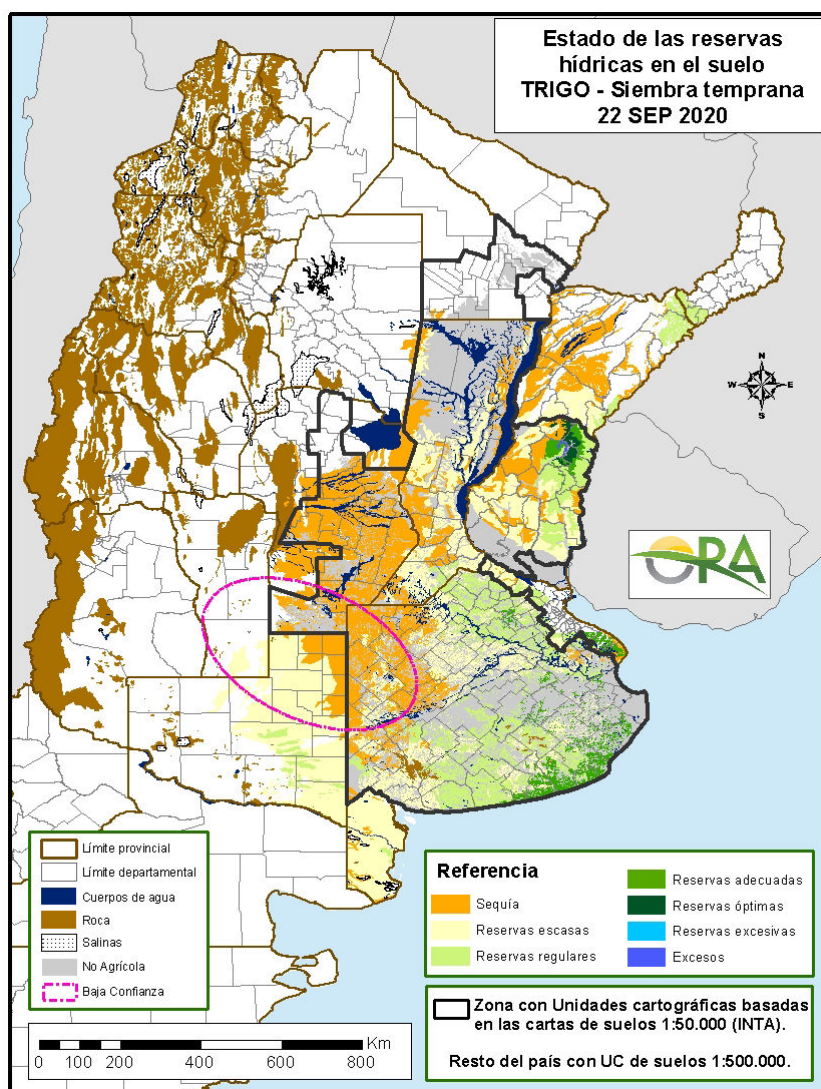 Estado de las reservas
hídricas en el suelo
TRIGO - Siembra temprana
22 SEP 2020
N
W
E
S
ORA
Límite provincial
Límite departamental
Cuerpos de agua
Roca
Salinas
No Agrícola
Baja Confianza
Referencia
Sequía
Reservas escasas
Reservas regulares
Reservas adecuadas
Reservas óptimas
Reservas excesivas
Excesos
Zona con Unidades cartográficas basadas
en las cartas de suelos 1:50.000 (INTA).
Resto del país con UC de suelos 1:500.000.
Km
0 100 200 400 600 800